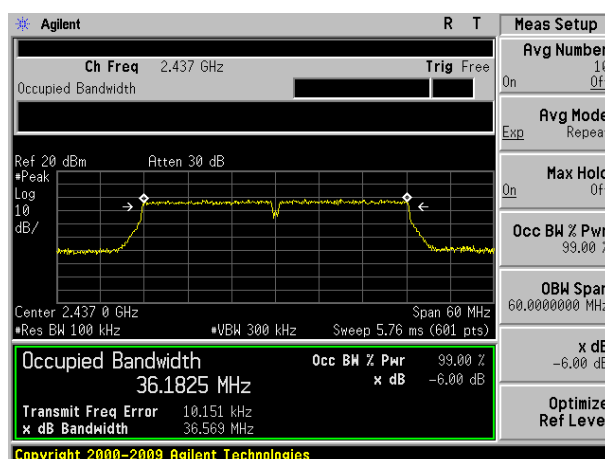 Agilent R T Meas Setup
Avg Number
10
On Off
Ch Freq 2.437 GHz Trig Free
Occupied Bandwidth
Avg Mode
Exp Repeat
Ref 20 dBm Atten 30 dB
#Peak
Log
10
dB/
Max Hold
On Off
Occ BW % Pwr
99.00 %
OBW Span
60.0000000 MHz
Center 2.437 0 GHz Span 60 MHz
#Res BW 100 kHz #VBW 300 kHz Sweep 5.76 ms (601 pts)
Occupied Bandwidth Occ BW % Pwr 99.00 %
36.1825 MHz x dB -6.00 dB
Transmit Freq Error 10.151 kHz
x dB Bandwidth 36.569 MHz
x dB
-6.00 dB
Optimize
Ref Level
Copyright 2000-2009 Agilent Technologies